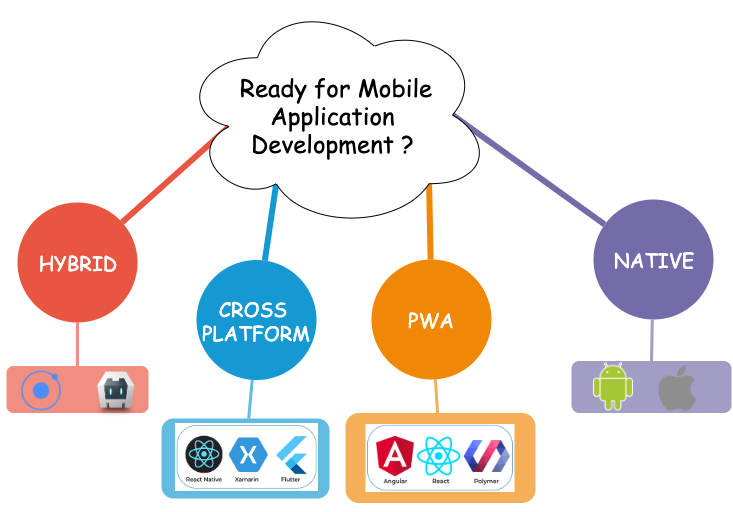 Ready for Mobile
Application
Development ?
HYBRID
CROSS
PLATFORM
PWA
NATIVE
React Native
Xamarin
Flutter
Angular
React
Polymer